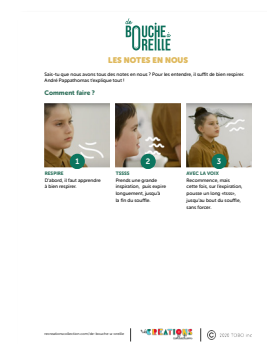 de
BOUCHE à
OREILLE
LES NOTES EN NOUS
Sais-tu que nous avons tous des notes en nous ? Pour les entendre, il suffit de bien respirer.
André Pappathomas t'explique tout !
Comment faire ?
1
2
3
RESPIRE
D'abord, il faut apprendre
à bien respirer.
TSSSS
Prends une grande
inspiration, puis expire
longuement, jusqu'à
la fin du souffle.
AVEC LA VOIX
Recommence, mais
cette fois, sur l'expiration,
pousse un long «tsss»,
jusqu'au bout du souffle,
sans forcer.
CREATIONS
© 2020 TOBO inc